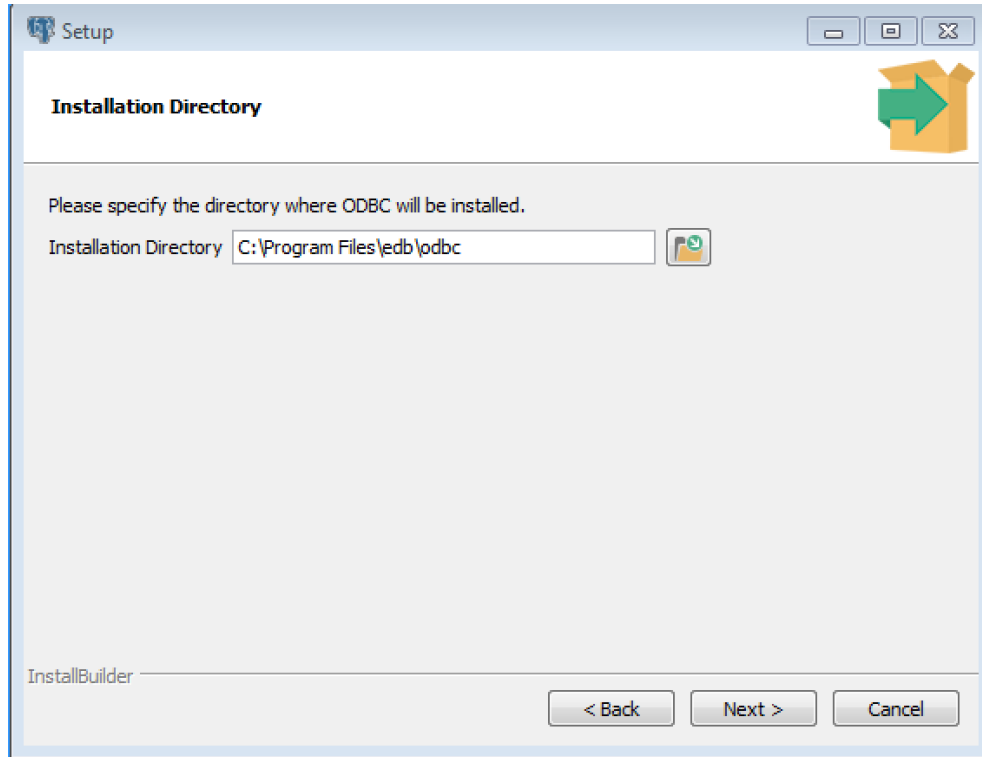 Setup
Installation Directory
Please specify the directory where ODBC will be installed.
Installation Directory C:\Program Files\edb\odbc
InstallBuilder
< Back Next > Cancel